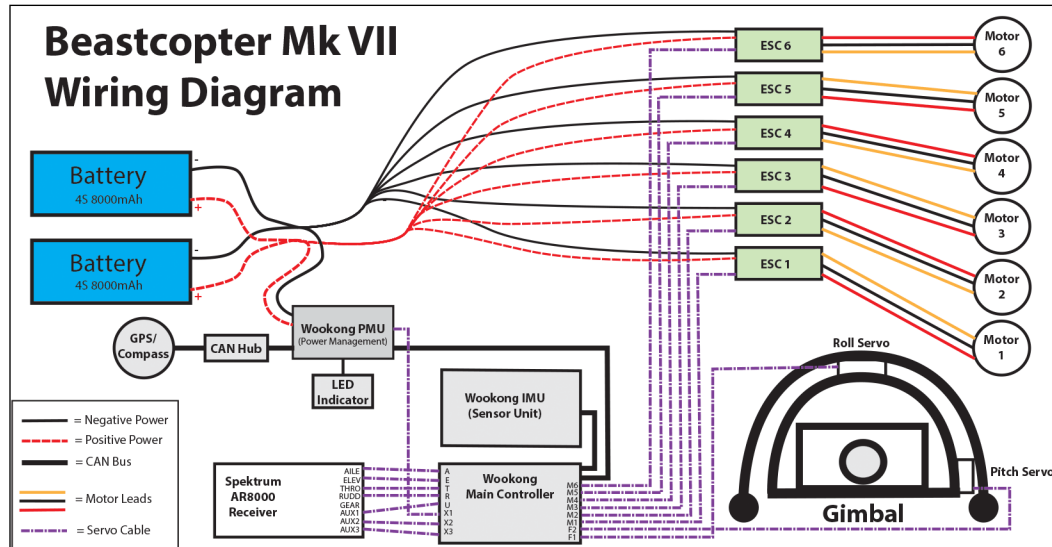 Beastcopter Mk VII
Wiring Diagram
Battery
4S 8000mAh
-
+
Battery
4S 8000mAh
-
+
ESC 6
ESC 5
ESC 4
ESC 3
ESC 2
ESC 1
Motor
6
Motor
5
Motor
4
Motor
3
Motor
2
Motor
1
GPS/
Compass
CAN Hub
Wookong PMU
(Power Management)
LED
Indicator
Wookong IMU
(Sensor Unit)
= Negative Power
= Positive Power
= CAN Bus
= Motor Leads
= Servo Cable
Spektrum
AR8000
Receiver
AILE
ELEV
THRO
RUDD
GEAR
AUX1
AUX2
AUX3
A
E
T
R
U
X1
X2
X3
Wookong
Main Controller
M6
M5
M4
M3
M2
M1
F2
F1
Roll Servo
Pitch Servo
Gimbal